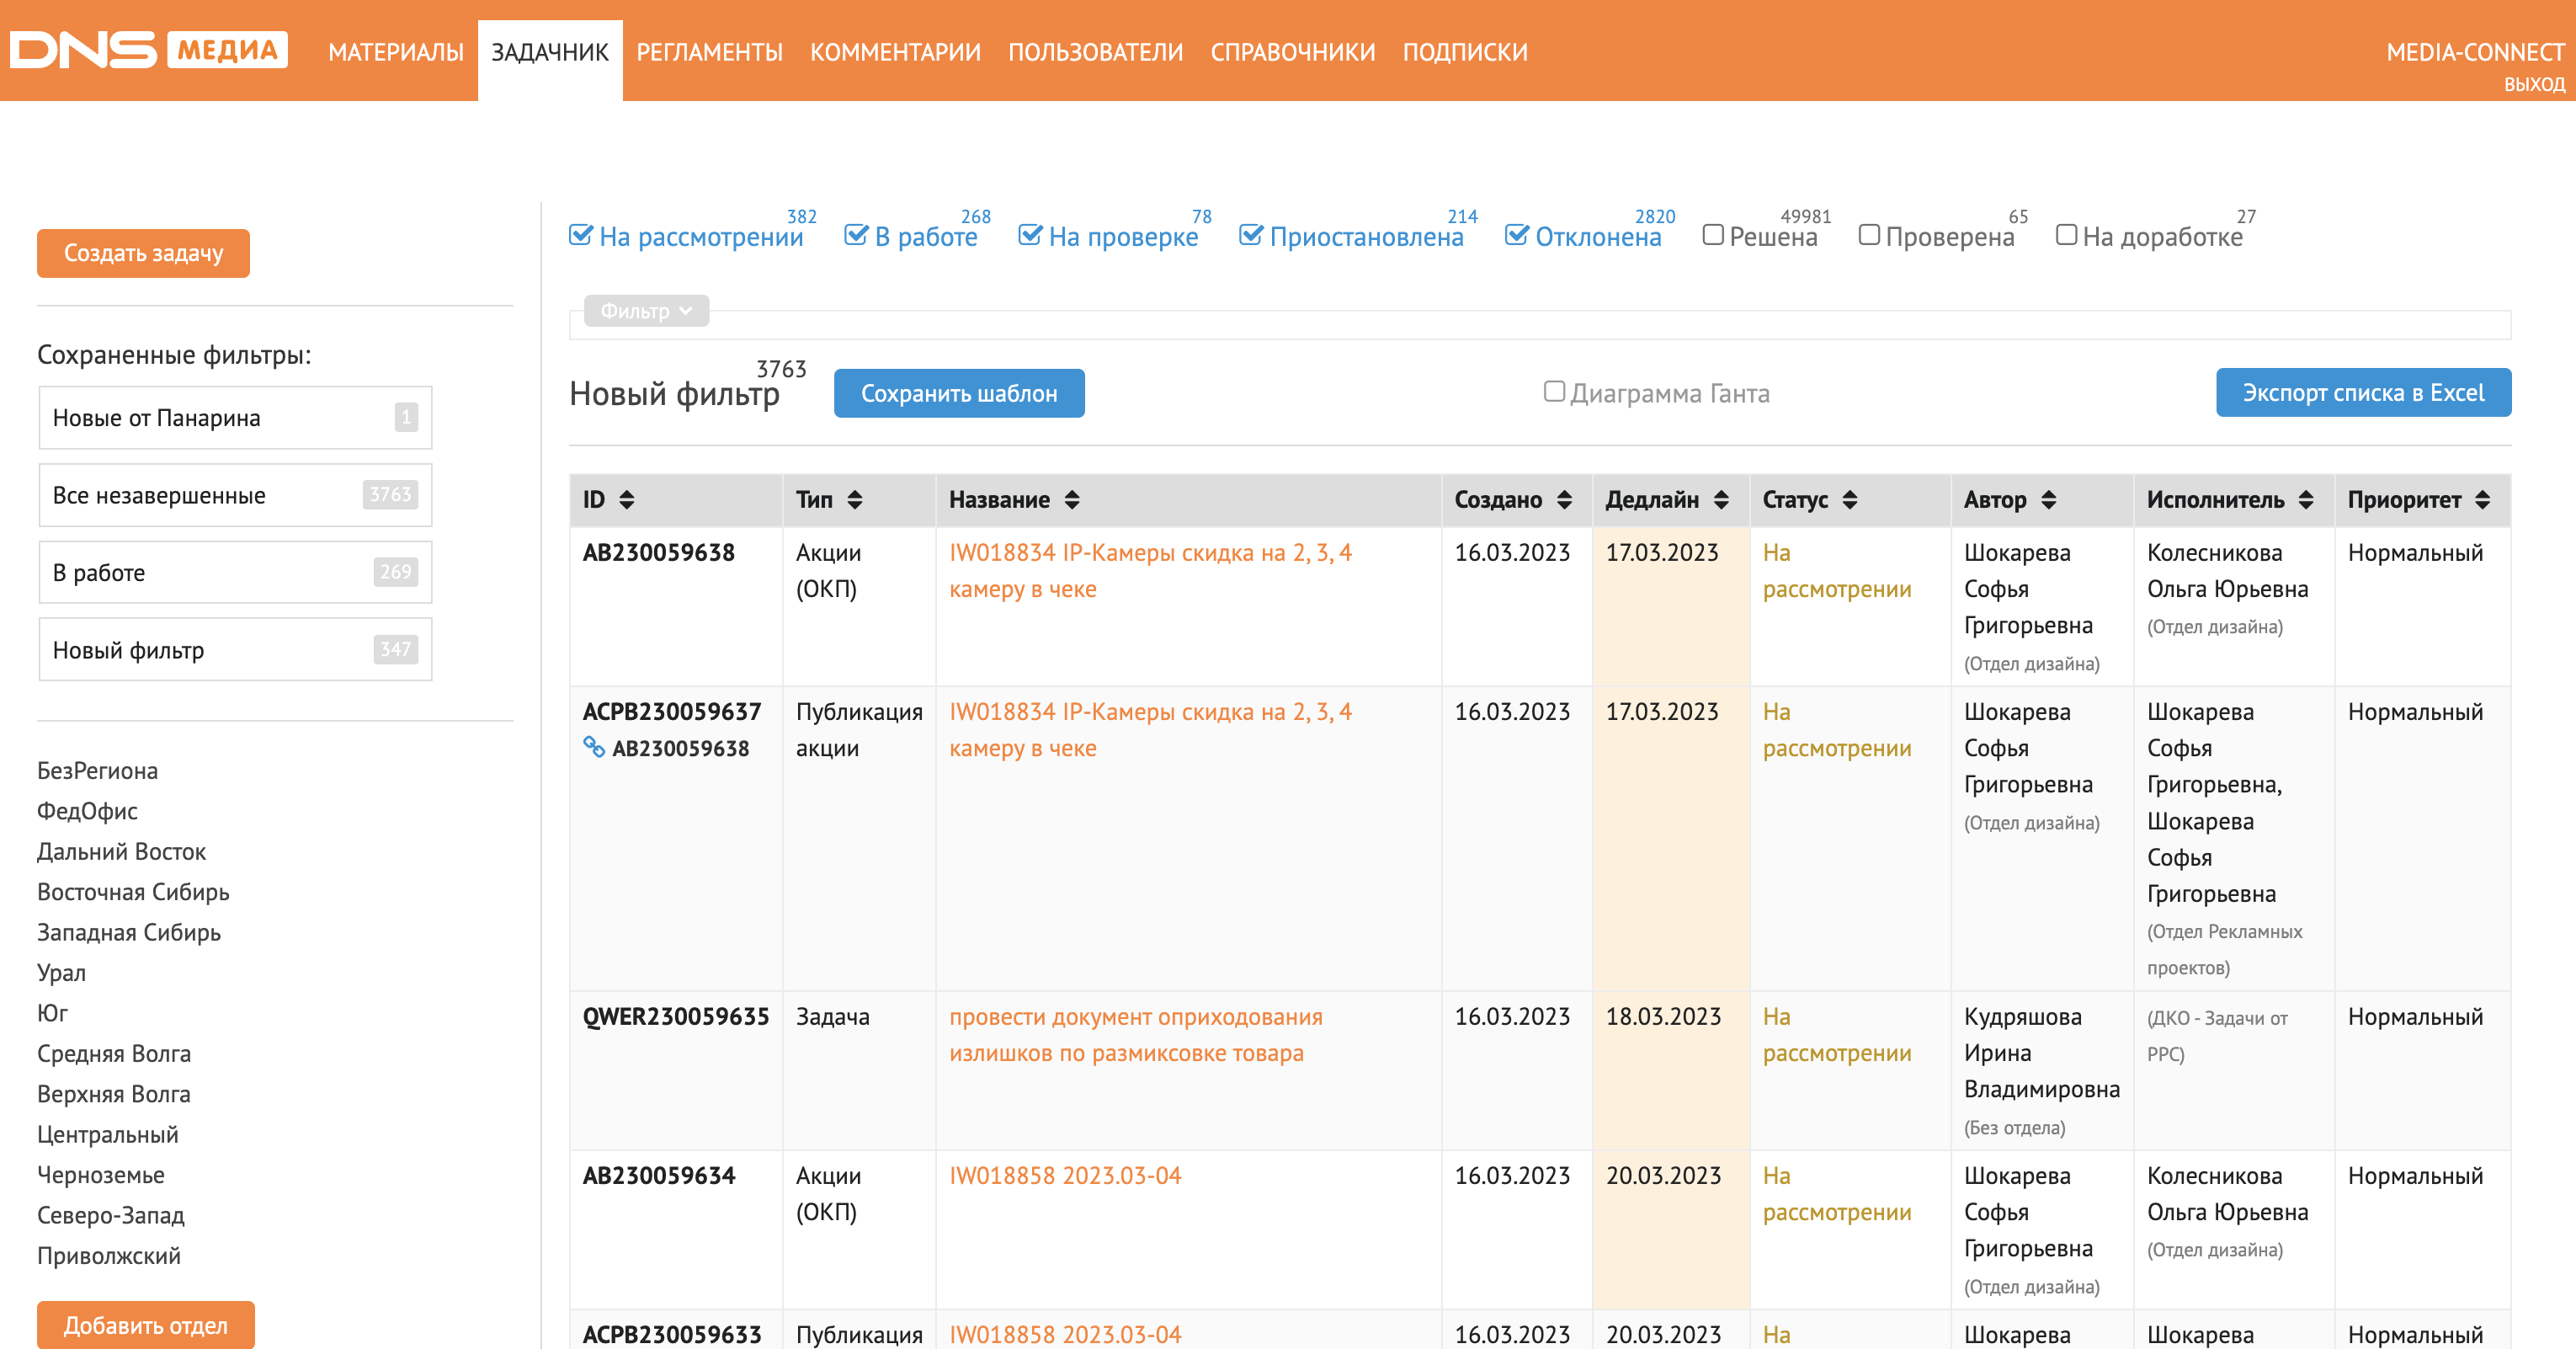 DNS МЕДИА
МАТЕРИАЛЫ ЗАДАЧНИК РЕГЛАМЕНТЫ КОММЕНТАРИИ ПОЛЬЗОВАТЕЛИ СПРАВОЧНИКИ ПОДПИСКИ
MEDIA-CONNECT
ВЫХОД
Создать задачу
Сохраненные фильтры:
Новые от Панарина 1
Все незавершенные 3763
В работе 269
Новый фильтр 347
БезРегиона
ФедОфис
Дальний Восток
Восточная Сибирь
Западная Сибирь
Урал
Юг
Средняя Волга
Верхняя Волга
Центральный
Черноземье
Северо-Запад
Приволжский
Добавить отдел
На рассмотрении 382 В работе 268 На проверке 78 Приостановлена 214 Отклонена 2820 Решена 49981 Проверена 65 На доработке 27
Фильтр
Новый фильтр 3763 Сохранить шаблон Диаграмма Ганта Экспорт списка в Excel
ID Тип Название Создано Дедлайн Статус Автор Исполнитель Приоритет
AB230059638 Акции IW018834 IP-Камеры скидка на 2, 3, 4 16.03.2023 17.03.2023 На Шокарева Колесникова Нормальный
(ОКП) камеру в чеке рассмотрении Софья Ольга Юрьевна
Григорьевна (Отдел дизайна)
(Отдел дизайна)
ACPB230059637 Публикация IW018834 IP-Камеры скидка на 2, 3, 4 16.03.2023 17.03.2023 На Шокарева Шокарева Нормальный
AB230059638 акции камеру в чеке рассмотрении Софья Софья
Григорьевна Григорьевна,
(Отдел дизайна) Шокарева
Софья
Григорьевна
(Отдел Рекламных
проектов)
QWER230059635 Задача провести документ оприходования 16.03.2023 18.03.2023 На Кудряшова (ДКО - Задачи от Нормальный
излишков по размиксовке товара рассмотрении Ирина РРС)
Владимировна
(Без отдела)
AB230059634 Акции IW018858 2023.03-04 16.03.2023 20.03.2023 На Шокарева Колесникова Нормальный
(ОКП) рассмотрении Софья Ольга Юрьевна
Григорьевна (Отдел дизайна)
(Отдел дизайна)
ACPB230059633 Публикация IW018858 2023.03-04 16.03.2023 20.03.2023 На Шокарева Шокарева Нормальный